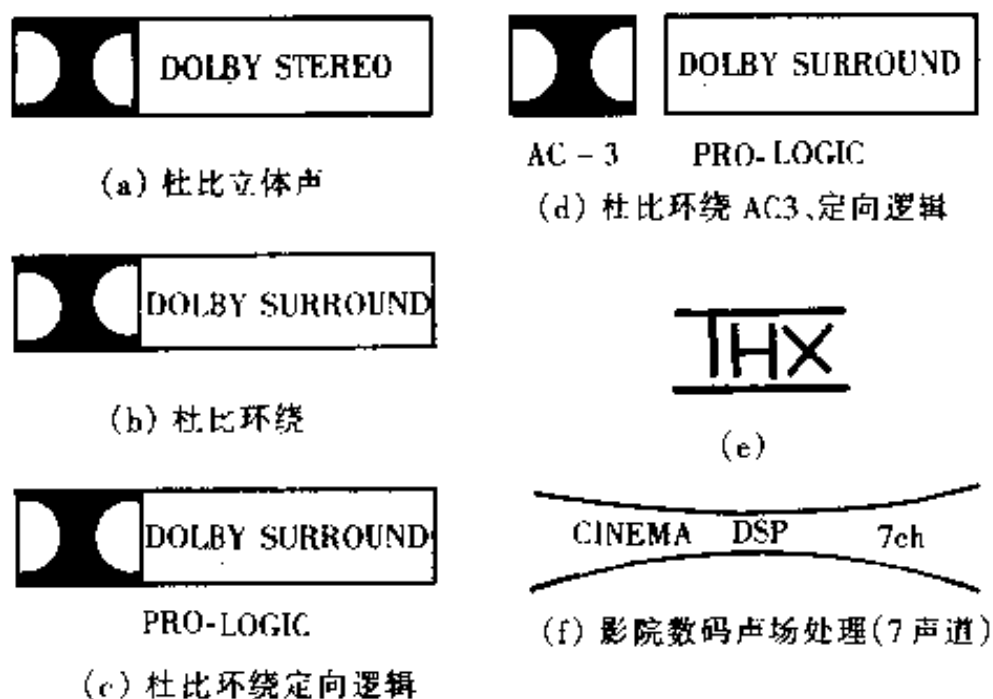 DOLBY STEREO
(a) 杜比立体声
DOLBY SURROUND
(b) 杜比环绕
DOLBY SURROUND
PRO-LOGIC
(c) 杜比环绕定向逻辑
DOLBY SURROUND
AC-3 PRO-LOGIC
(d) 杜比环绕 AC3、定向逻辑
THX
(e)
CINEMA DSP 7ch
(f) 影院数码声场处理(7声道)